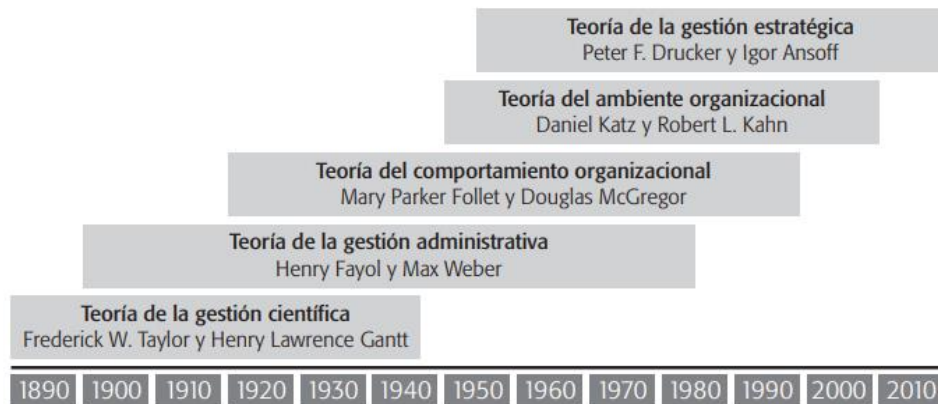 Teoría de la gestión estratégica
Peter F. Drucker y Igor Ansoff
Teoría del ambiente organizacional
Daniel Katz y Robert L. Kahn
Teoría del comportamiento organizacional
Mary Parker Follet y Douglas McGregor
Teoría de la gestión administrativa
Henry Fayol y Max Weber
Teoría de la gestión científica
Frederick W. Taylor y Henry Lawrence Gantt
1890 1900 1910 1920 1930 1940 1950 1960 1970 1980 1990 2000 2010